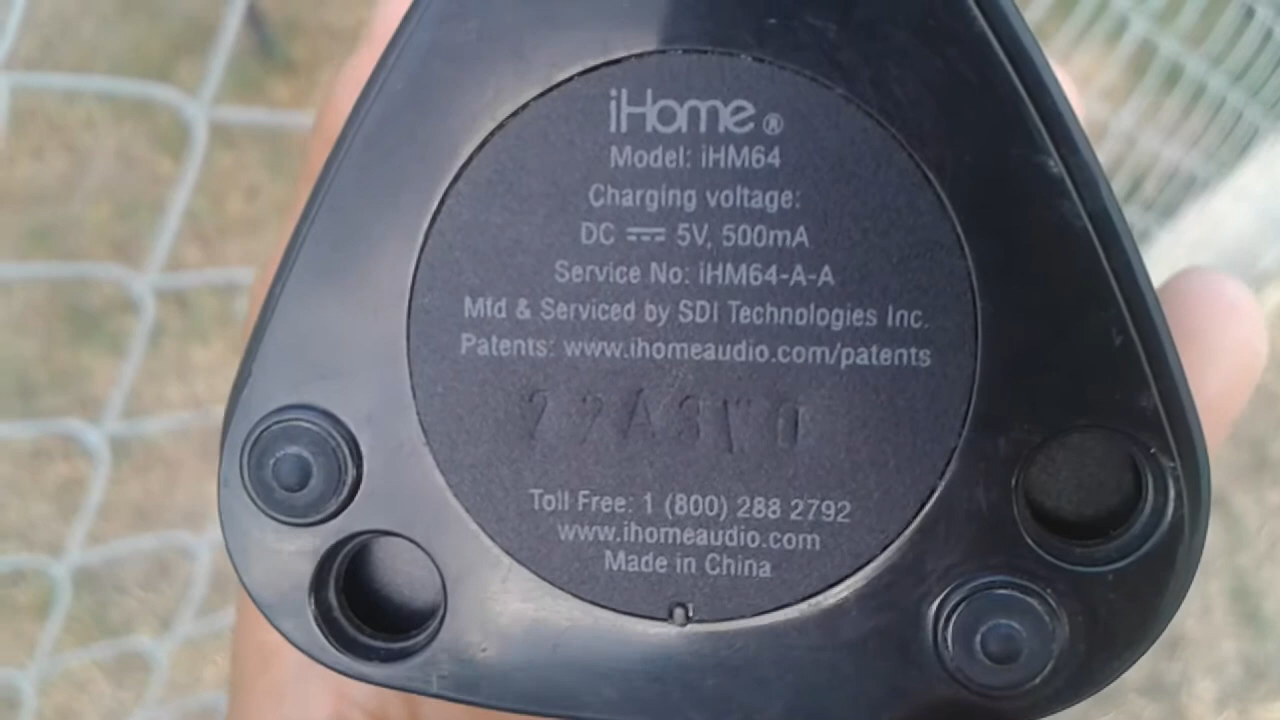 iHome®
Model: iHM64
Charging voltage:
DC ⎓ 5V, 500mA
Service No: iHM64-A-A
Mfd & Serviced by SDI Technologies Inc.
Patents: www.ihomeaudio.com/patents
Toll Free: 1 (800) 288 2792
www.ihomeaudio.com
Made in China